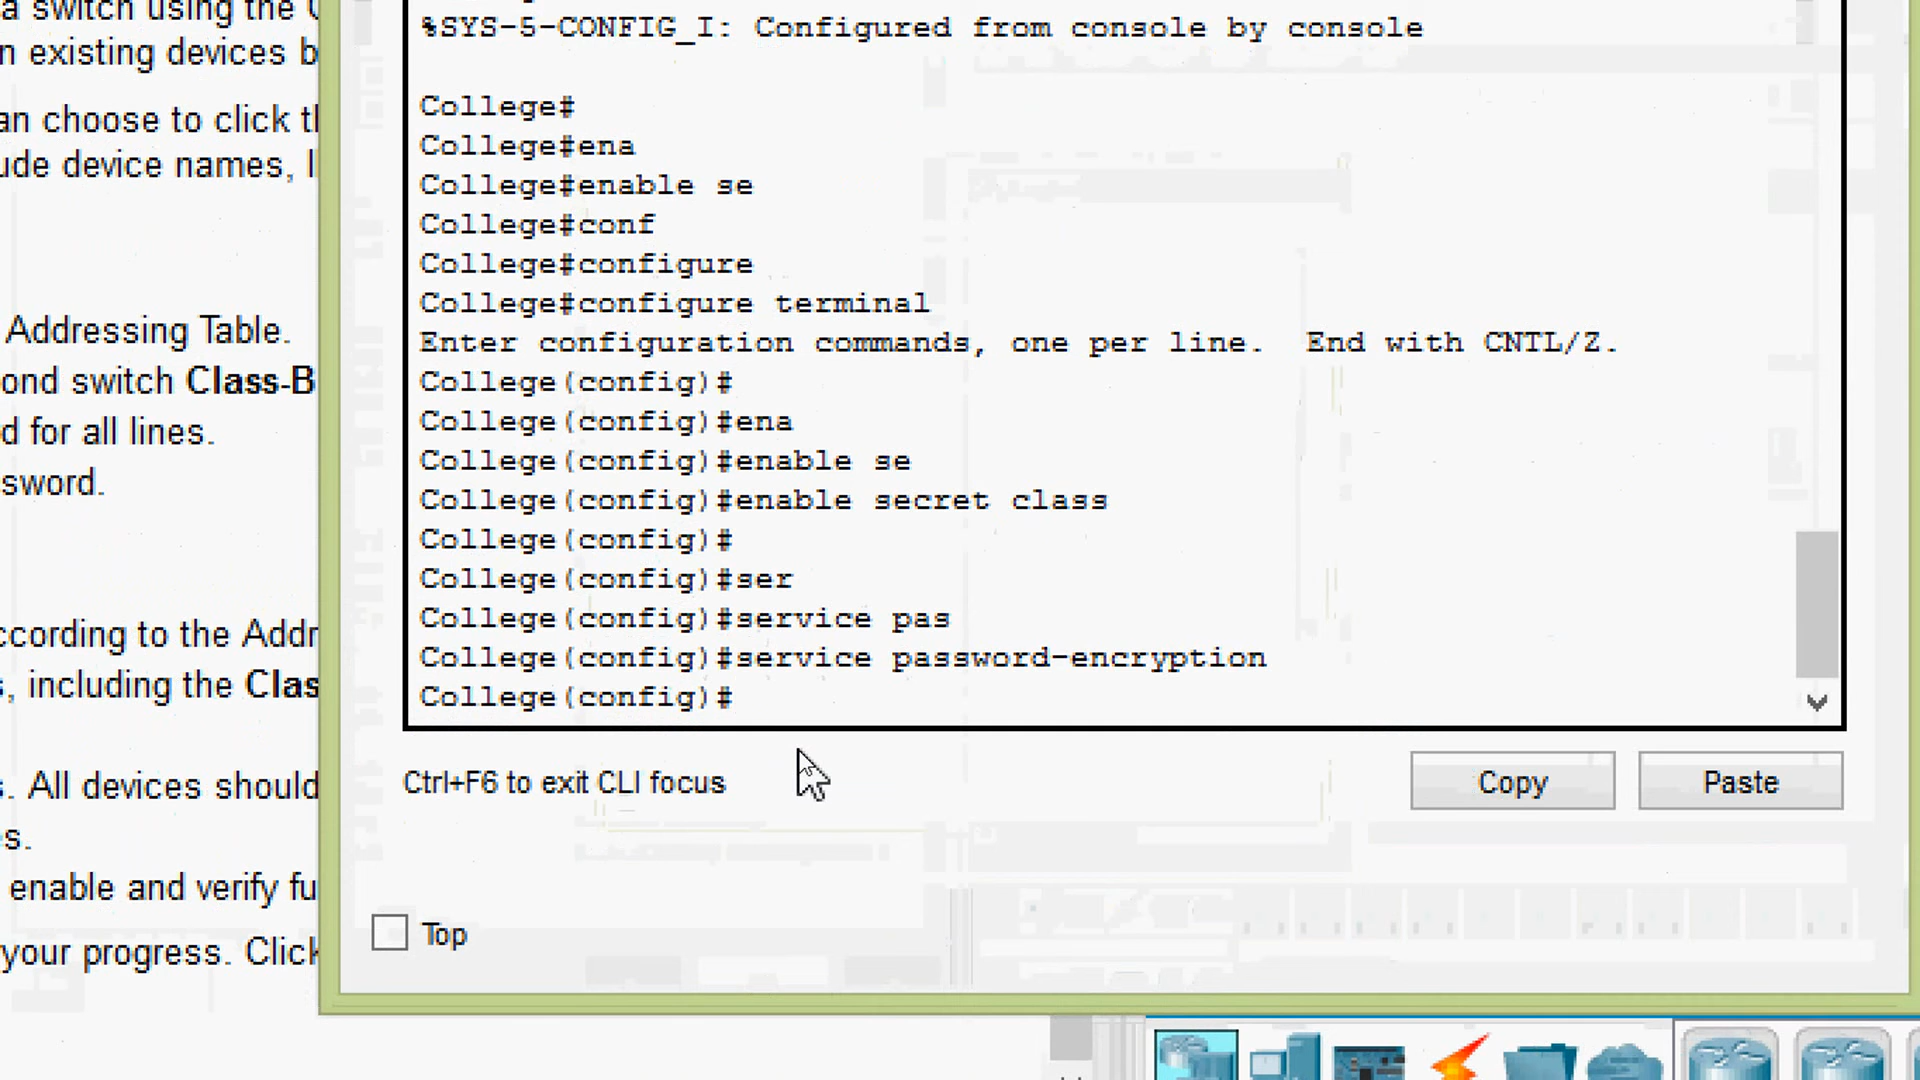 a switch using the
n existing devices b
an choose to click t
ude device names,
Addressing Table.
ond switch Class-B
d for all lines.
sword.
ccording to the Addr
s, including the Clas
s. All devices should
s.
enable and verify fu
your progress. Click
%SYS-5-CONFIG_I: Configured from console by console
College#
College#ena
College#enable se
College#conf
College#configure
College#configure terminal
Enter configuration commands, one per line.  End with CNTL/Z.
College(config)#
College(config)#ena
College(config)#enable se
College(config)#enable secret class
College(config)#
College(config)#ser
College(config)#service pas
College(config)#service password-encryption
College(config)#
Ctrl+F6 to exit CLI focus
Copy
Paste
Top